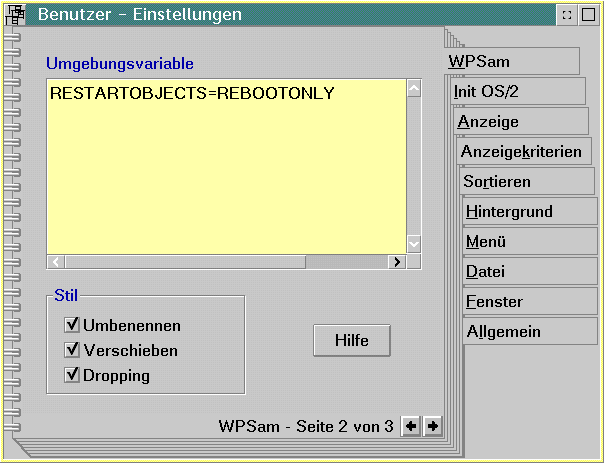 Benutzer - Einstellungen
Umgebungsvariable
RESTARTOBJECTS=REBOOTONLY
Stil
Umbenennen
Verschieben
Dropping
Hilfe
WPSam - Seite 2 von 3
WPSam
Init OS/2
Anzeige
Anzeigekriterien
Sortieren
Hintergrund
Menü
Datei
Fenster
Allgemein